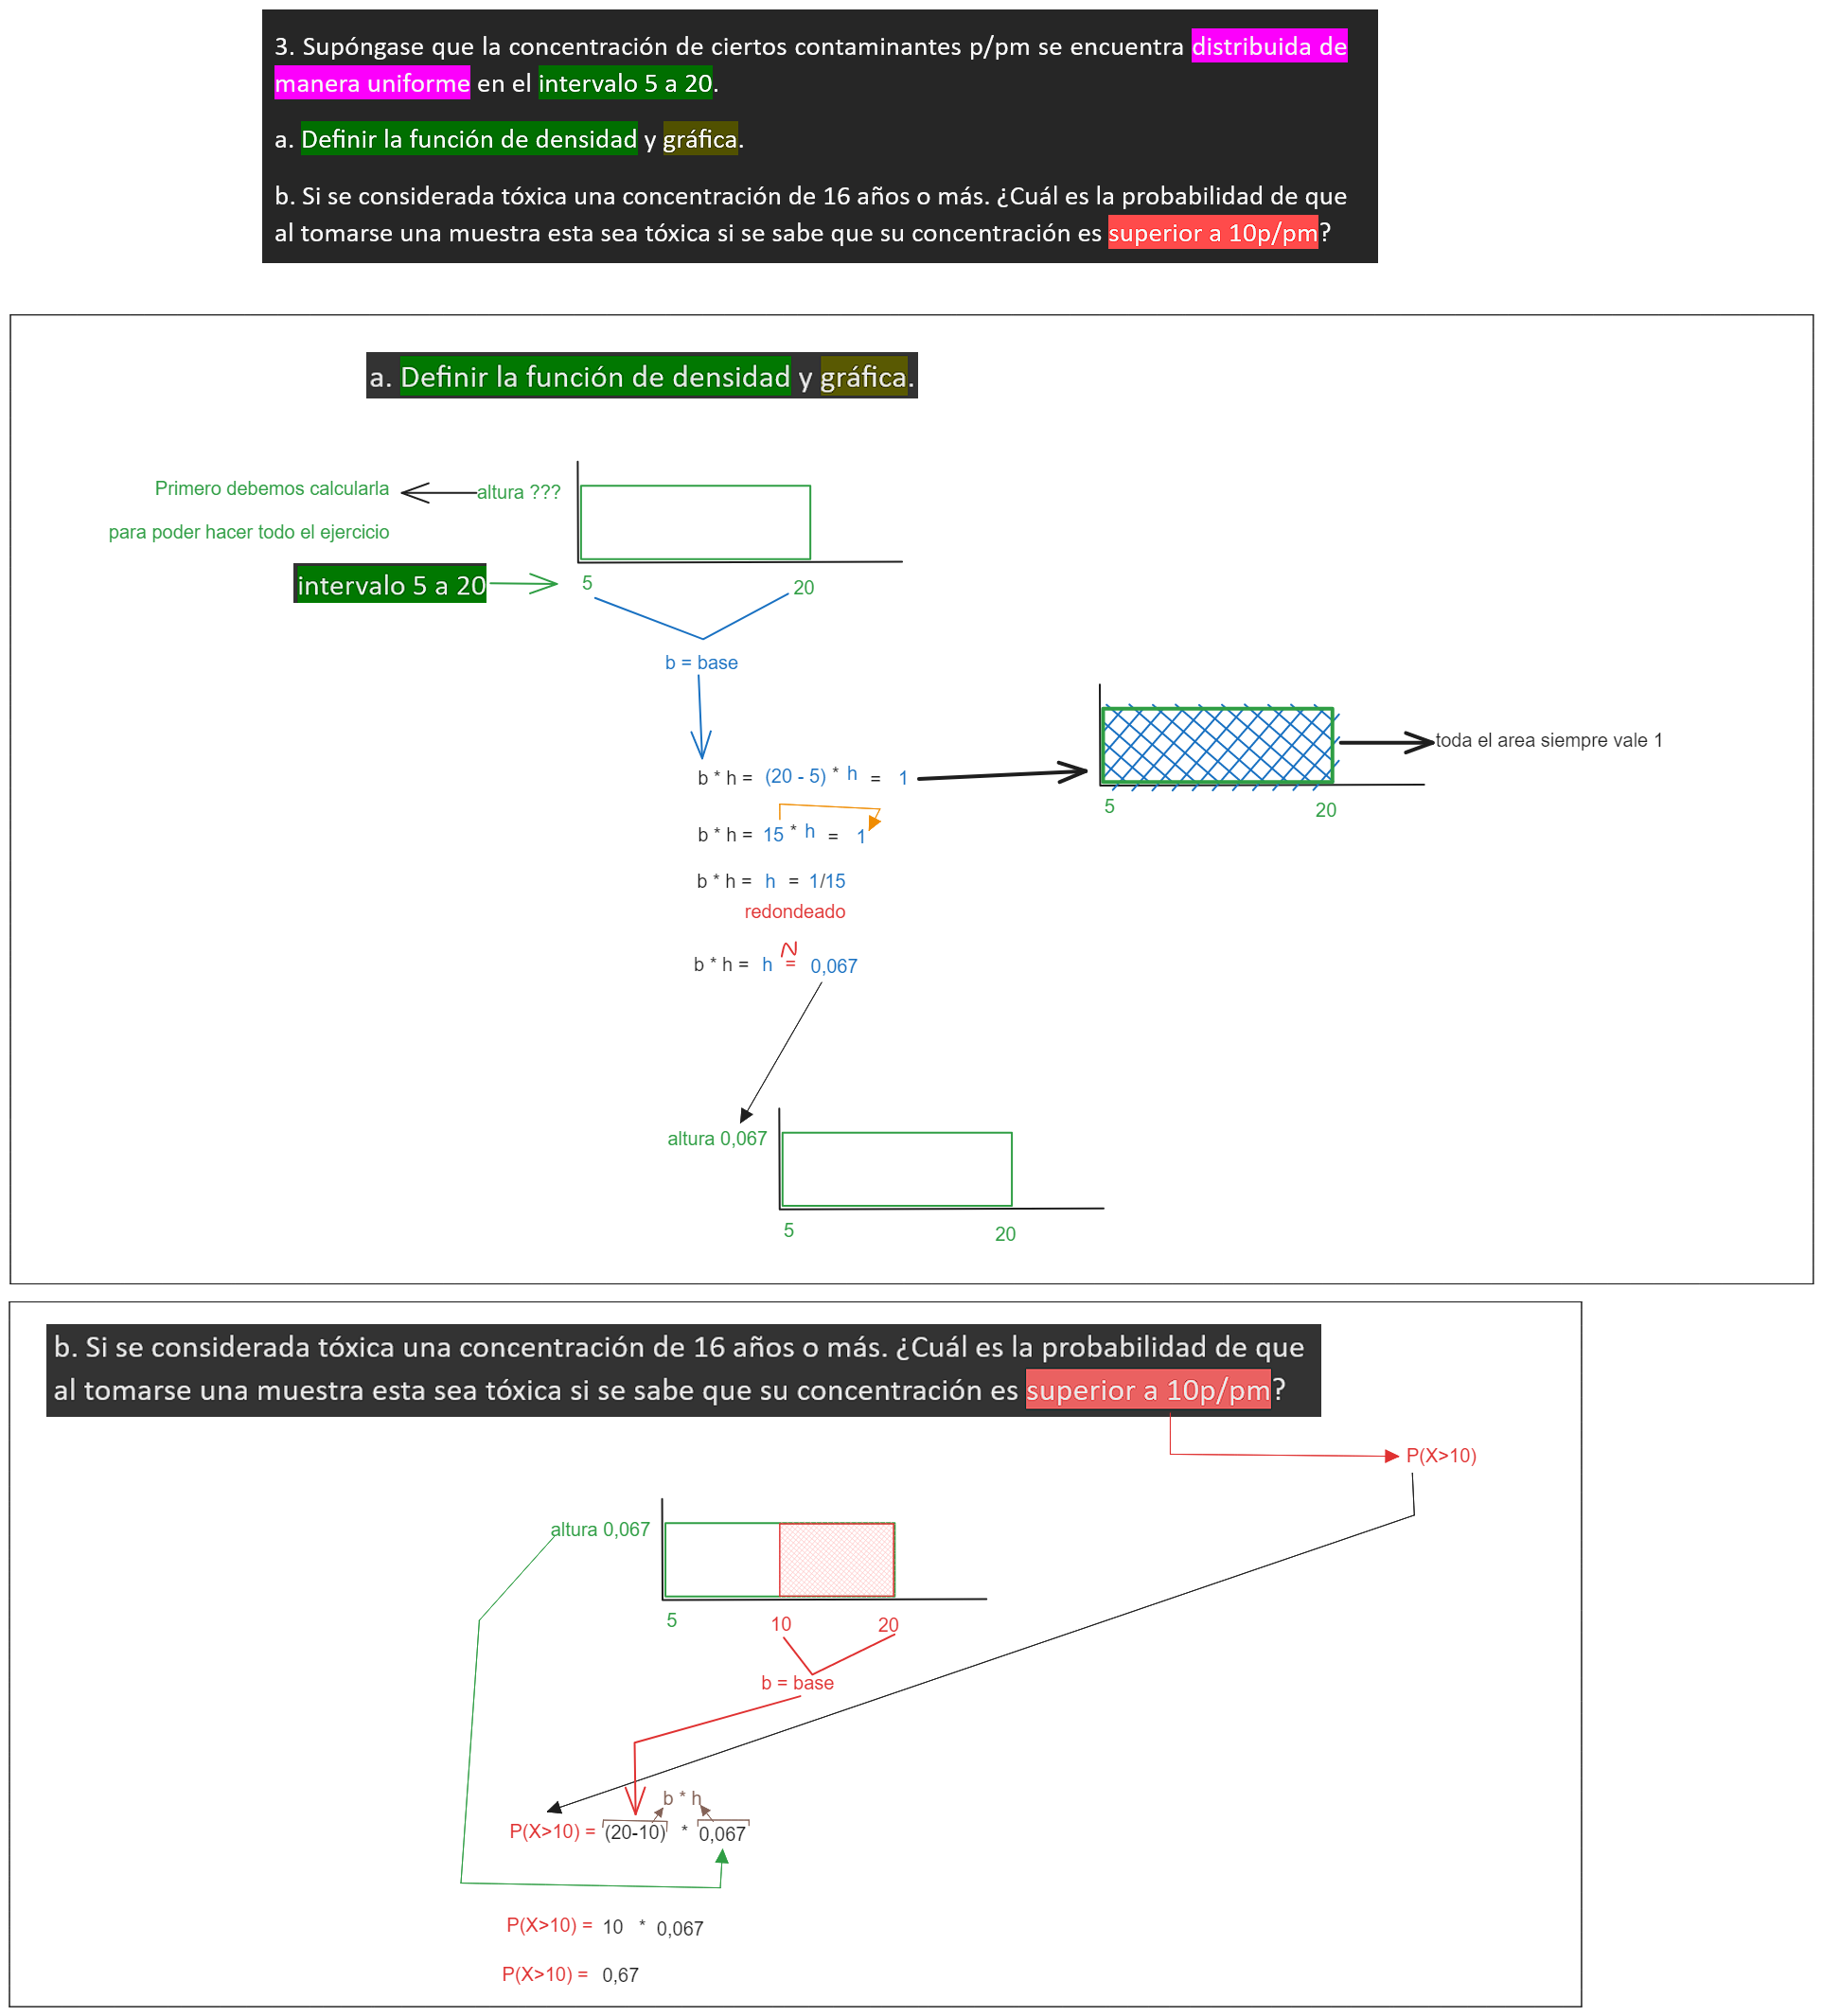 3. Supóngase que la concentración de ciertos contaminantes p/pm se encuentra distribuida de
manera uniforme en el intervalo 5 a 20.
a. Definir la función de densidad y gráfica.
b. Si se considerada tóxica una concentración de 16 años o más. ¿Cuál es la probabilidad de que
al tomarse una muestra esta sea tóxica si se sabe que su concentración es superior a 10p/pm?
a. Definir la función de densidad y gráfica.
Primero debemos calcularla
altura ???
para poder hacer todo el ejercicio
intervalo 5 a 20
5
20
b = base
toda el area siempre vale 1
b * h = (20 - 5) * h = 1
5
20
b * h = 15 * h = 1
b * h = h = 1/15
redondeado
b * h = h = 0,067
altura 0,067
5
20
b. Si se considerada tóxica una concentración de 16 años o más. ¿Cuál es la probabilidad de que
al tomarse una muestra esta sea tóxica si se sabe que su concentración es superior a 10p/pm?
P(X>10)
altura 0,067
5
10
20
b = base
b * h
P(X>10) = (20-10) * 0,067
P(X>10) = 10 * 0,067
P(X>10) = 0,67